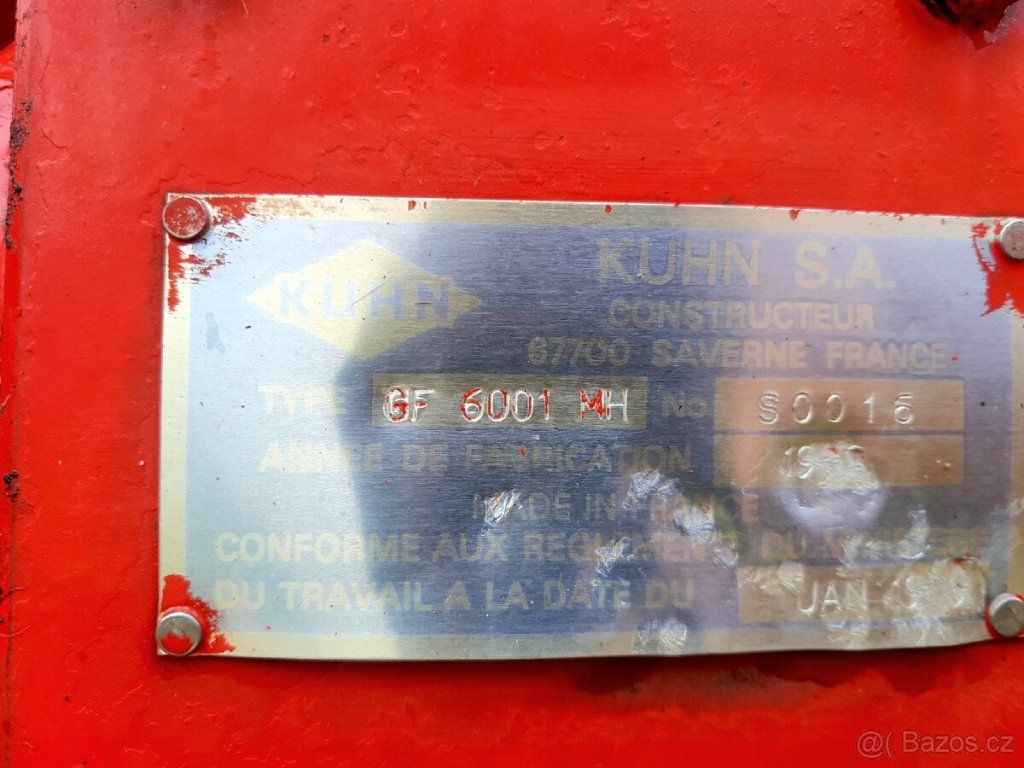 KUHN
KUHN S.A.
CONSTRUCTEUR
67700 SAVERNE FRANCE
TYPE GF 6001 MH No S0016
ANNEE DE FABRICATION
MADE IN FRANCE
CONFORME AUX REGLEMENTS DU MINISTERE
DU TRAVAIL A LA DATE DU JAN
@( Bazos.cz